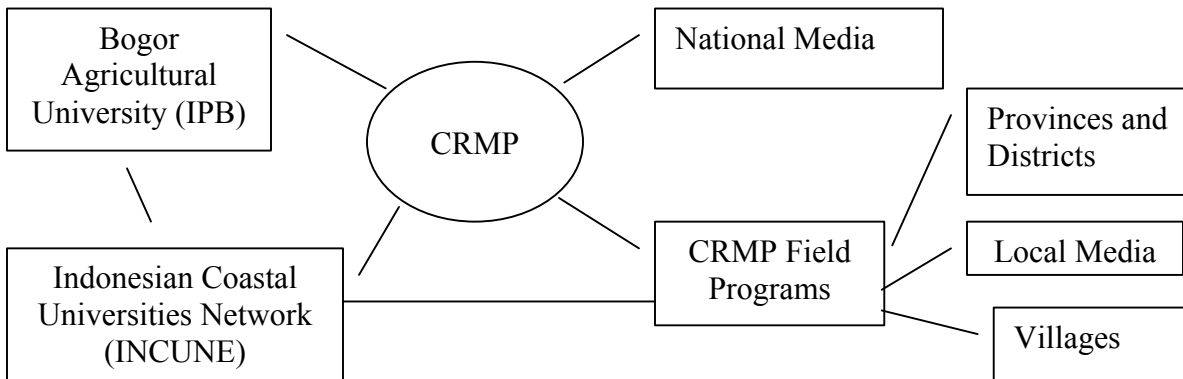 Bogor
Agricultural
University (IPB)
National Media
CRMP
Provinces and
Districts
Indonesian Coastal
Universities Network
(INCUNE)
CRMP Field
Programs
Local Media
Villages